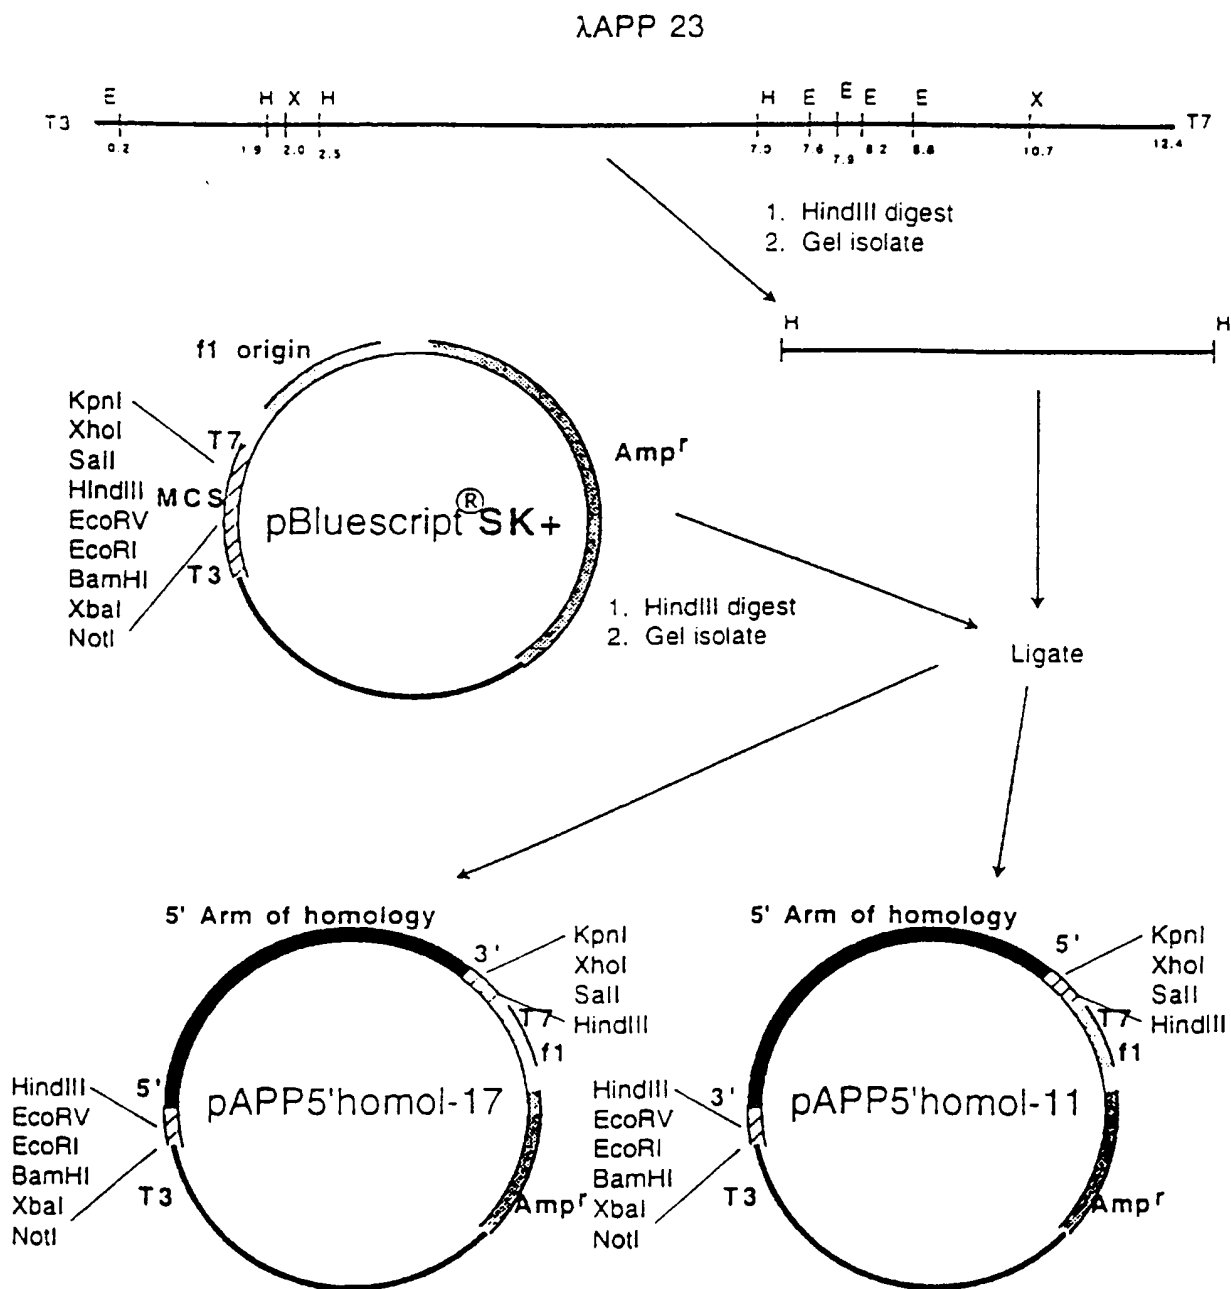 λAPP 23
E H X H H E E E E X
T3 T7
0.2 1.9 2.0 2.5 7.0 7.6 7.9 8.2 8.8 10.7 12.4
1. HindIII digest
2. Gel isolate
H H
f1 origin
KpnI
XhoI
SalI
HindIII
EcoRV
EcoRI
BamHI
XbaI
NotI
T7
MCS
T3
pBluescript® SK+
Ampr
1. HindIII digest
2. Gel isolate
Ligate
5' Arm of homology
3'
KpnI
XhoI
SalI
HindIII
T7
f1
5'
HindIII
EcoRV
EcoRI
BamHI
XbaI
NotI
T3
pAPP5'homol-17
Ampr
5' Arm of homology
5'
KpnI
XhoI
SalI
HindIII
T7
f1
3'
HindIII
EcoRV
EcoRI
BamHI
XbaI
NotI
T3
pAPP5'homol-11
Ampr